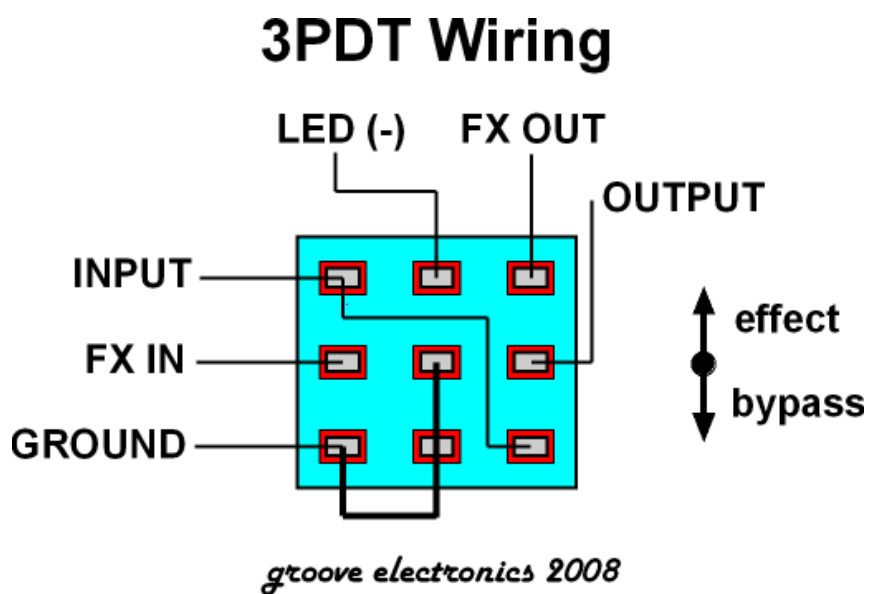 3PDT Wiring
LED (-) FX OUT
OUTPUT
INPUT
effect
FX IN
bypass
GROUND
groove electronics 2008